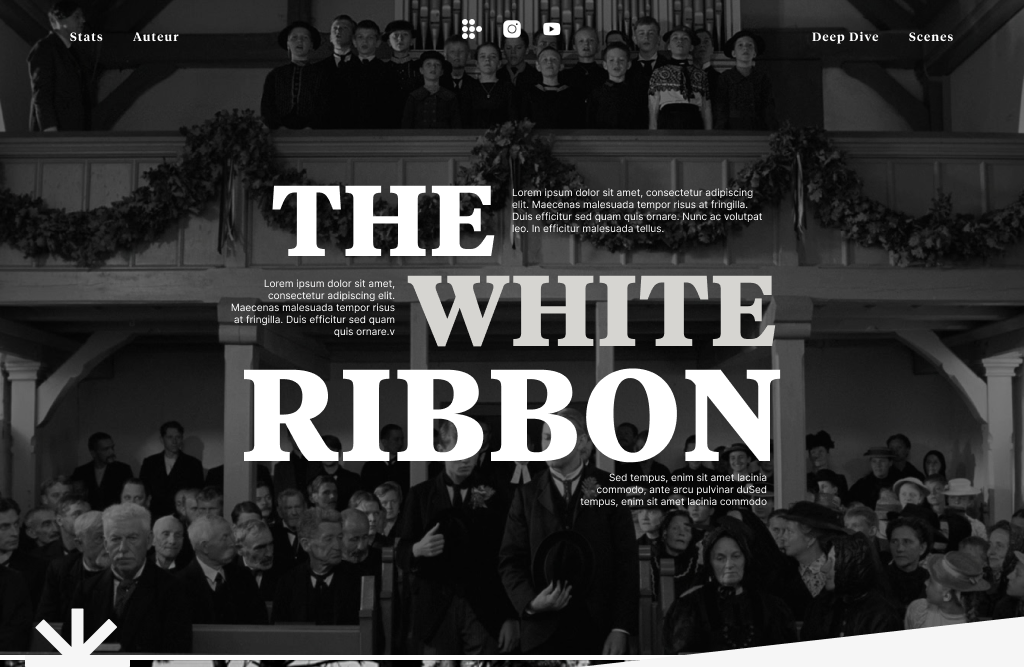 Stats
Auteur
Deep Dive
Scenes
THE
Lorem ipsum dolor sit amet, consectetur adipiscing
elit. Maecenas malesuada tempor risus at fringilla.
Duis efficitur sed quam quis ornare. Nunc ac volutpat
leo. In efficitur malesuada tellus.
Lorem ipsum dolor sit amet,
consectetur adipiscing elit.
Maecenas malesuada tempor risus
at fringilla. Duis efficitur sed quam
quis ornare.v
WHITE
RIBBON
Sed tempus, enim sit amet lacinia
commodo, ante arcu pulvinar duSed
tempus, enim sit amet lacinia commodo